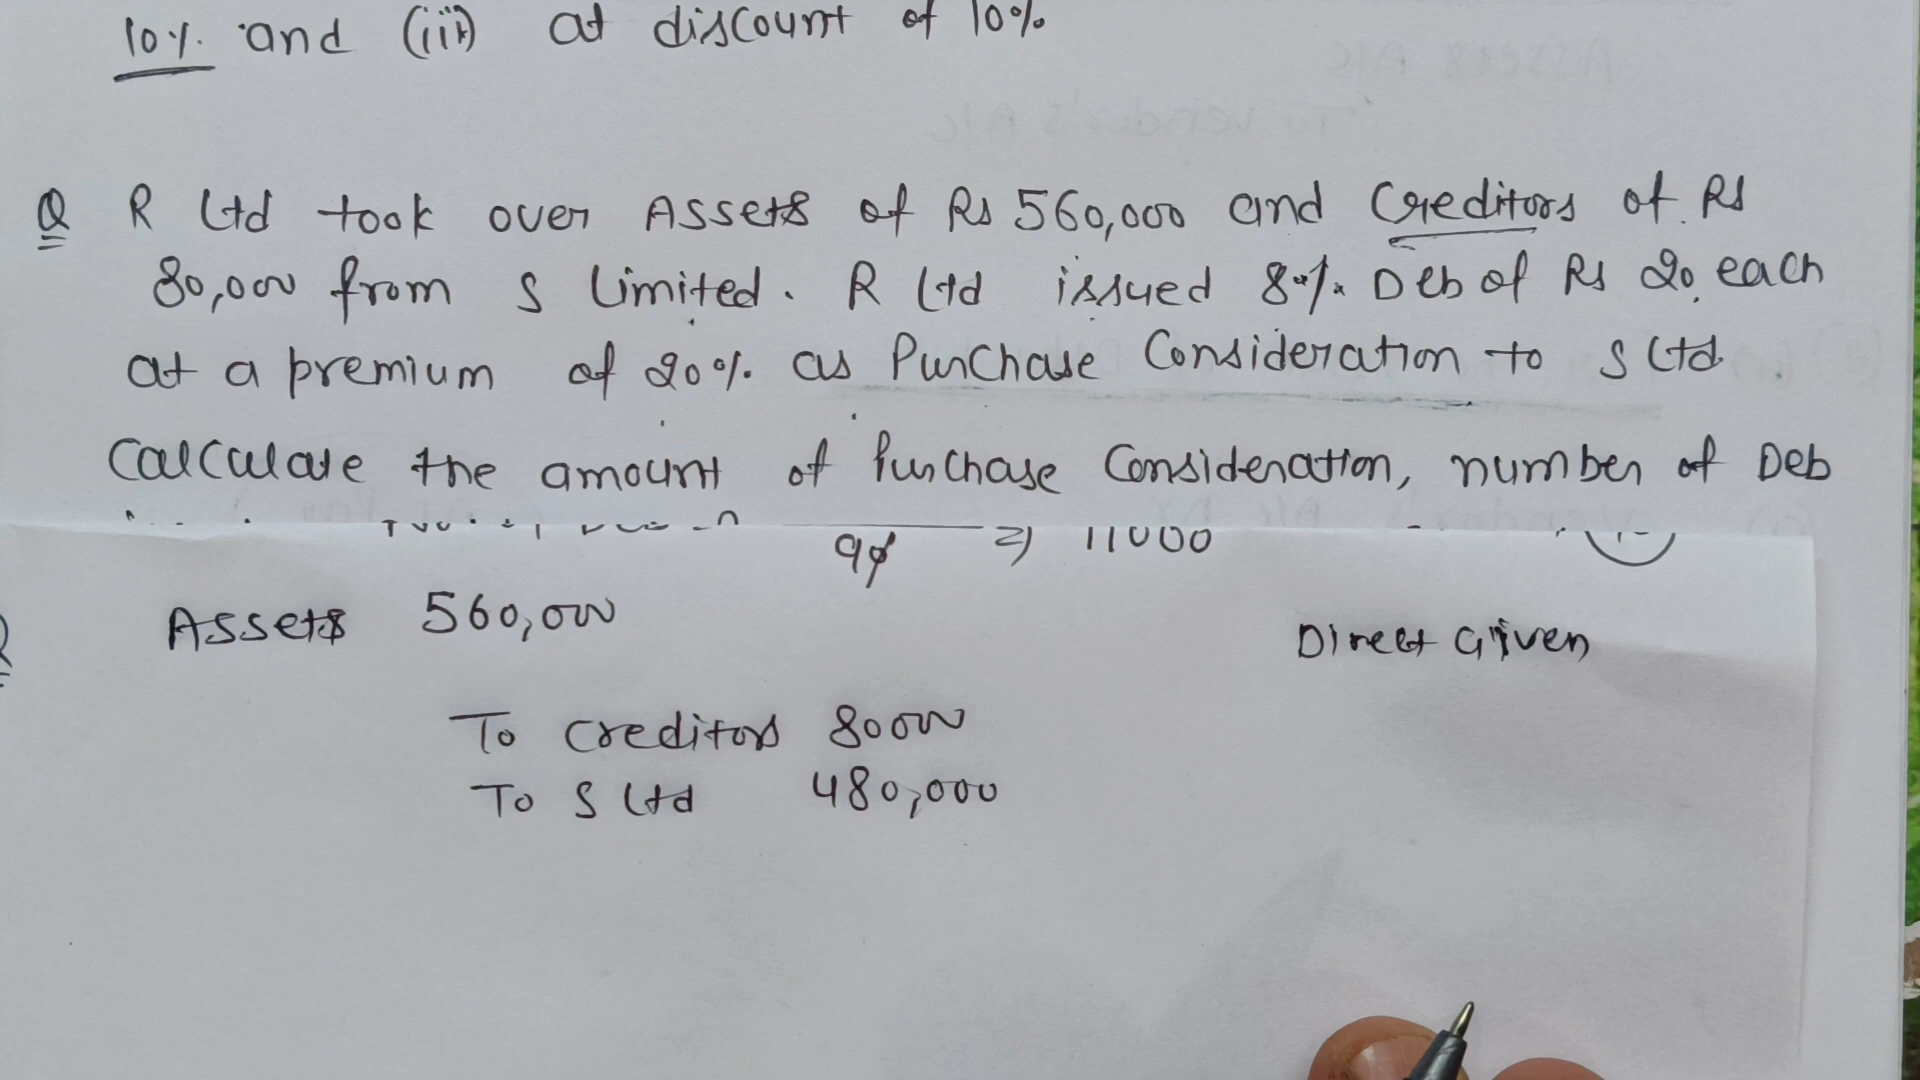 10%. and (iii) at discount of 10%
Q R Ltd took over Assets of Rs 560,000 and Creditors of Rs
80,000 from S Limited. R Ltd issued 8% Deb of Rs 20 each
at a premium of 20%. as Purchase Consideration to S Ltd
Calculate the amount of Purchase Consideration, number of Deb
90 => 11000
Assets 560,000
Direct Given
To Creditors 80000
To S Ltd 480,000